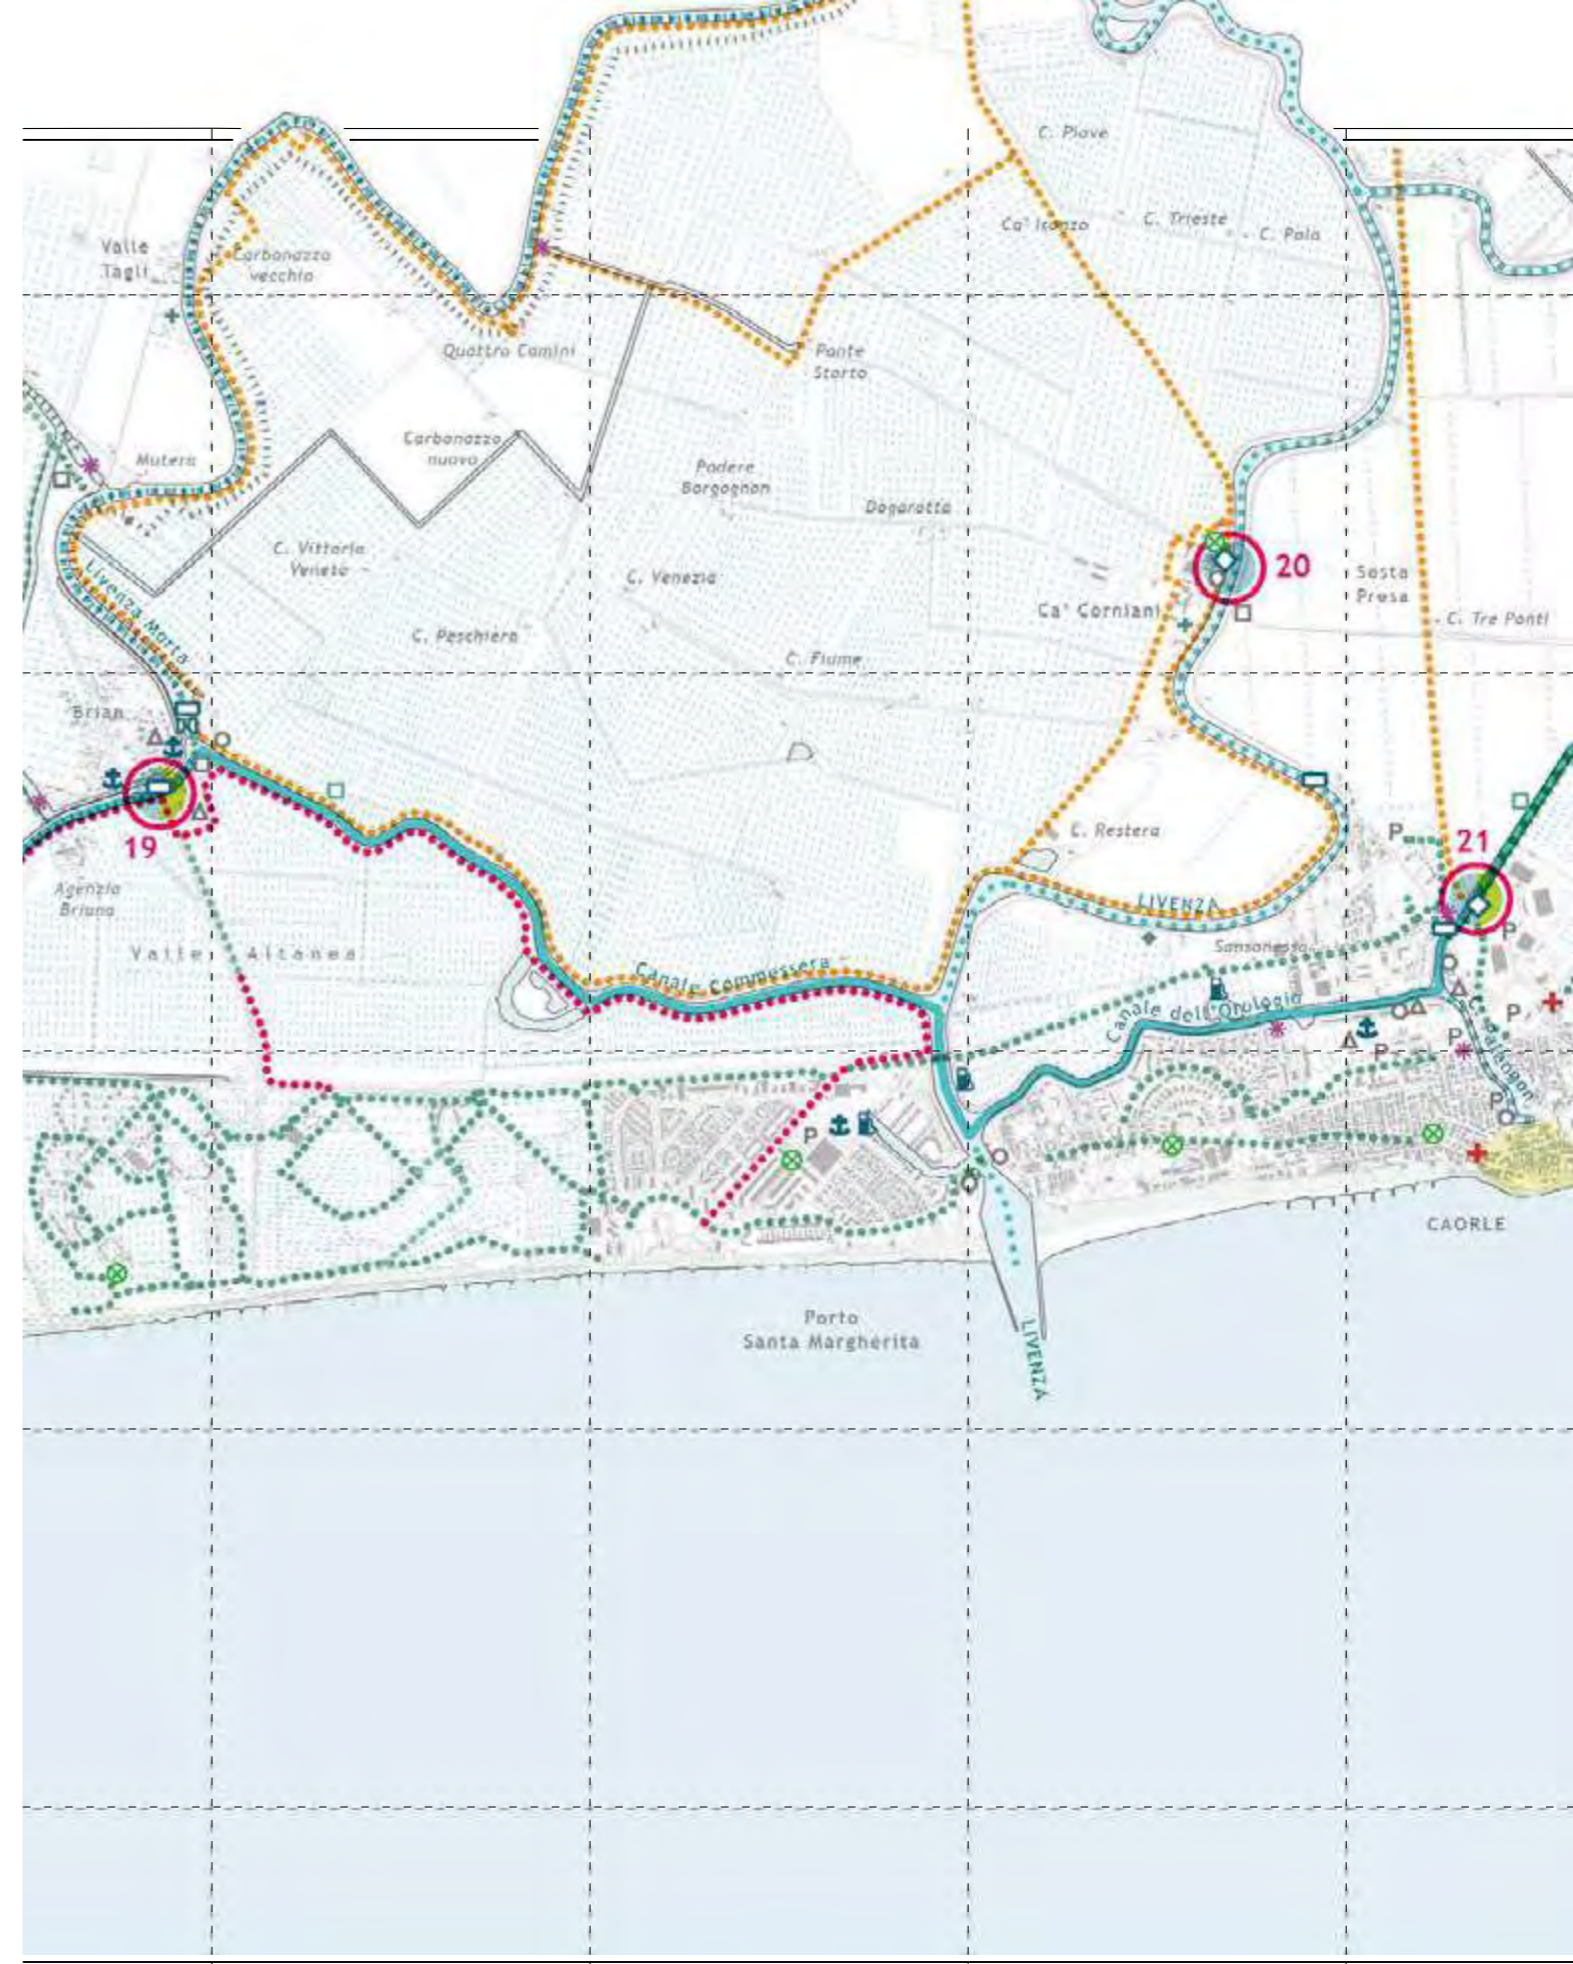 C. Piave
Ca' Isonzo
C. Trieste
C. Pola
Valle
Tagli
Carbonazzo
vecchio
Quattro Camini
Ponte
Storto
Mutera
Carbonazzo
nuovo
Podere
Borgognon
Dogarotto
C. Vittorio
Veneto
C. Venezia
20
Sosta
Presa
Ca' Corniani
C. Tre Ponti
Livenza Morta
C. Peschiera
C. Fiume
Brian
19
C. Restera
P
21
Agenzia
Briana
LIVENZA
P
Valle Altanea
Sansonessa
Canale Commessera
Canale dell'Orologio
P
P
P
P
P
P
CAORLE
Porto
Santa Margherita
LIVENZA